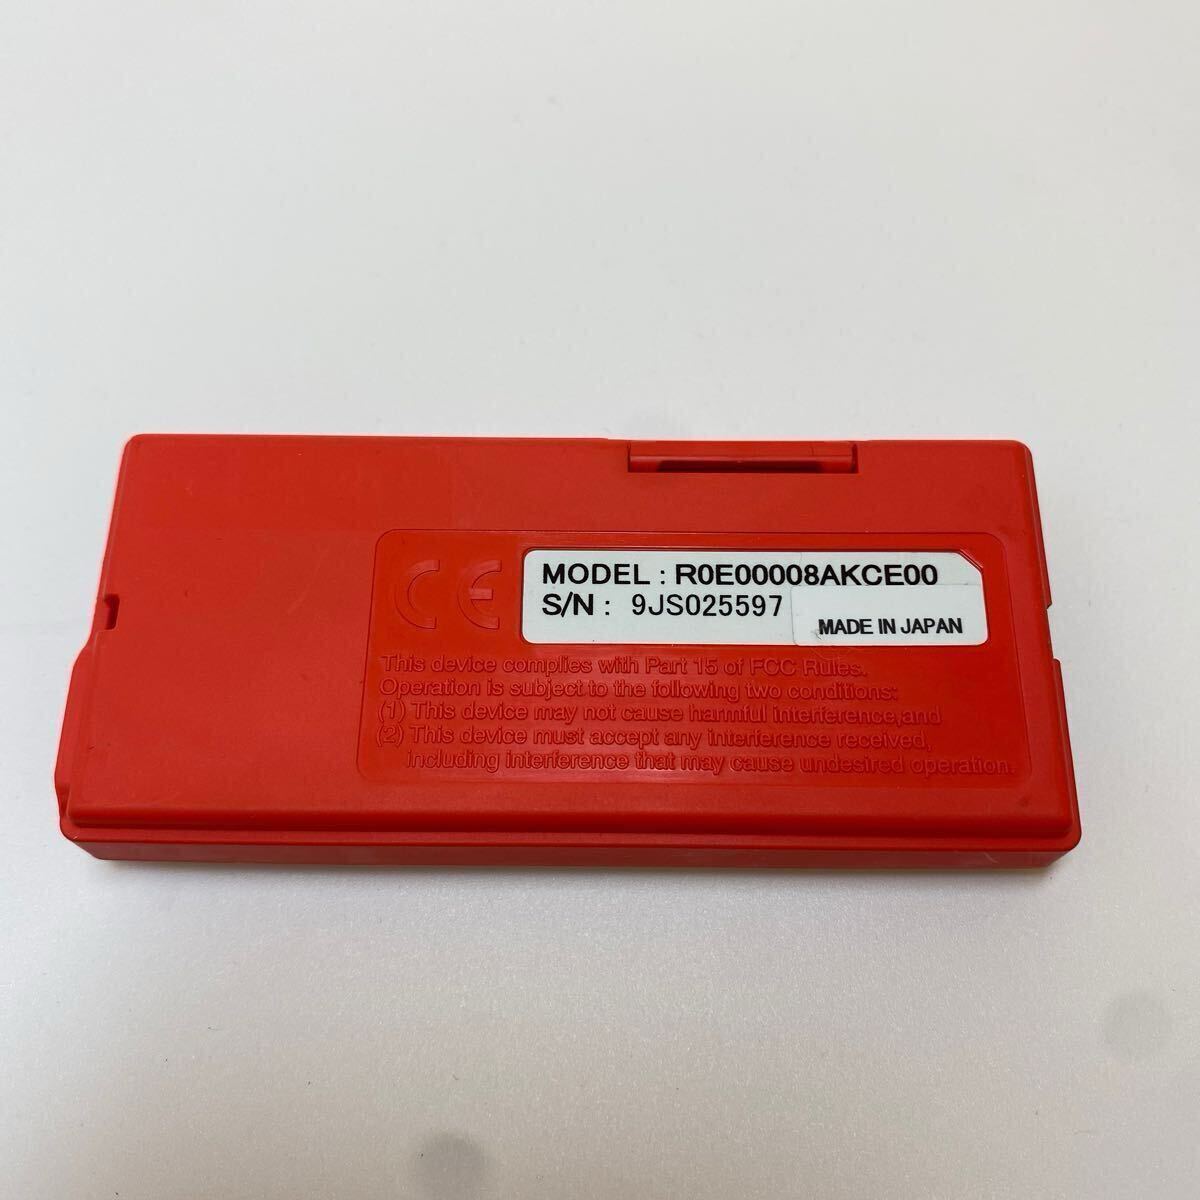 CE
MODEL : R0E00008AKCE00
S/N : 9JS025597
MADE IN JAPAN
This device complies with Part 15 of FCC Rules.
Operation is subject to the following two conditions:
(1) This device may not cause harmful interference,and
(2) This device must accept any interference received,
including interference that may cause undesired operation.